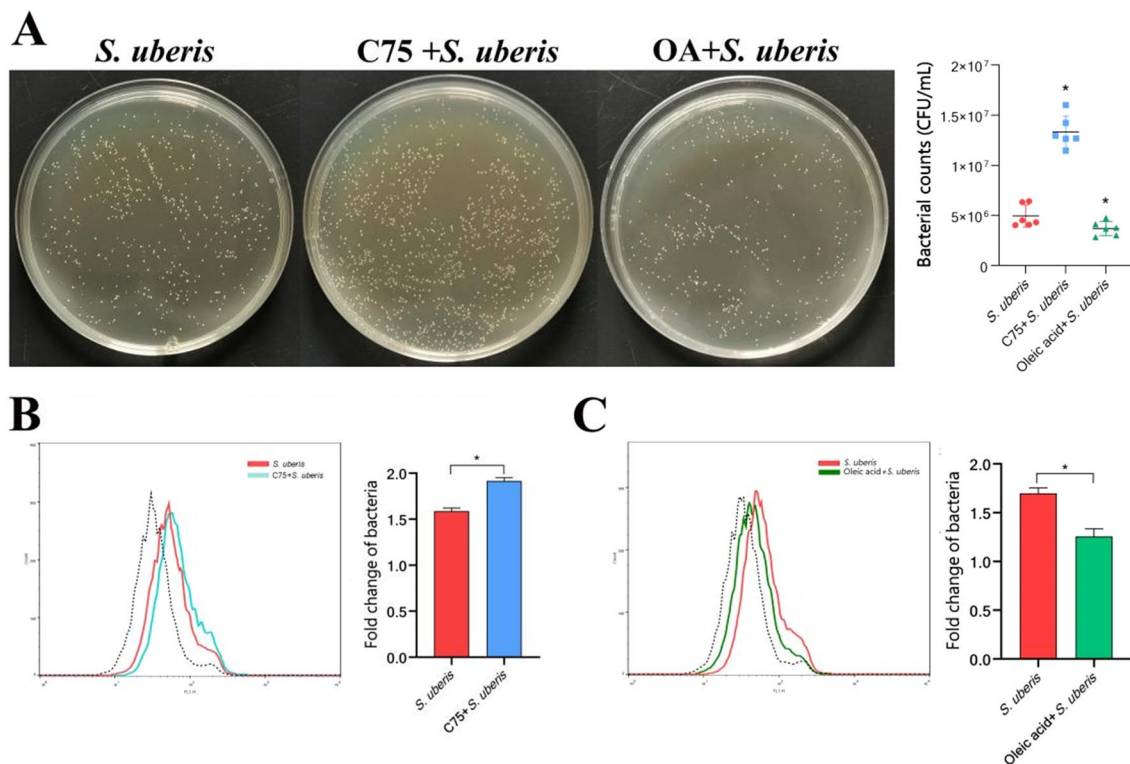 A
S. uberis
C75 +S. uberis
OA+S. uberis
Bacterial counts (CFU/mL)
2×10⁷
1.5×10⁷
1×10⁷
5×10⁶
0
*
*
S. uberis
C75+ S. uberis
Oleic acid+ S. uberis
B
S. uberis
C75+S. uberis
Count
Fold change of bacteria
2.0
1.5
1.0
0.5
0.0
*
S. uberis
C75+ S. uberis
C
S. uberis
Oleic acid+S. uberis
Count
Fold change of bacteria
2.0
1.5
1.0
0.5
0.0
*
S. uberis
Oleic acid+ S. uberis